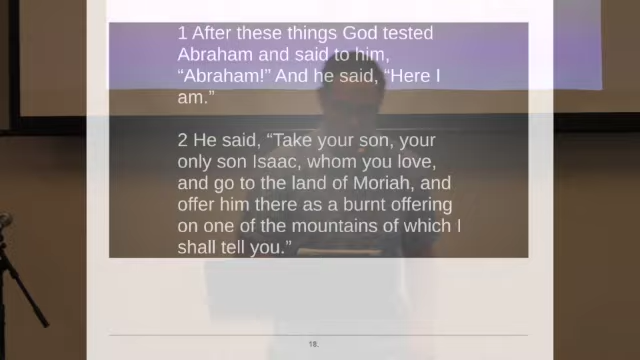 1 After these things God tested
Abraham and said to him,
“Abraham!” And he said, “Here I
am.”
2 He said, “Take your son, your
only son Isaac, whom you love,
and go to the land of Moriah, and
offer him there as a burnt offering
on one of the mountains of which I
shall tell you.”
18.